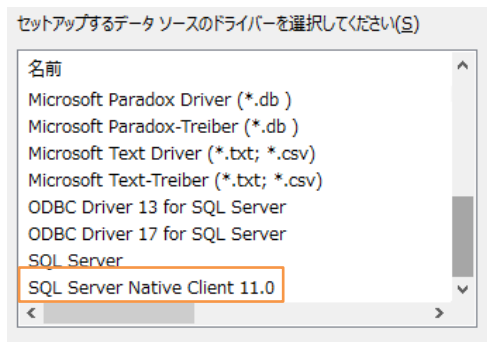 セットアップするデータ ソースのドライバーを選択してください(S)
名前
Microsoft Paradox Driver (*.db )
Microsoft Paradox-Treiber (*.db )
Microsoft Text Driver (*.txt; *.csv)
Microsoft Text-Treiber (*.txt; *.csv)
ODBC Driver 13 for SQL Server
ODBC Driver 17 for SQL Server
SQL Server
SQL Server Native Client 11.0